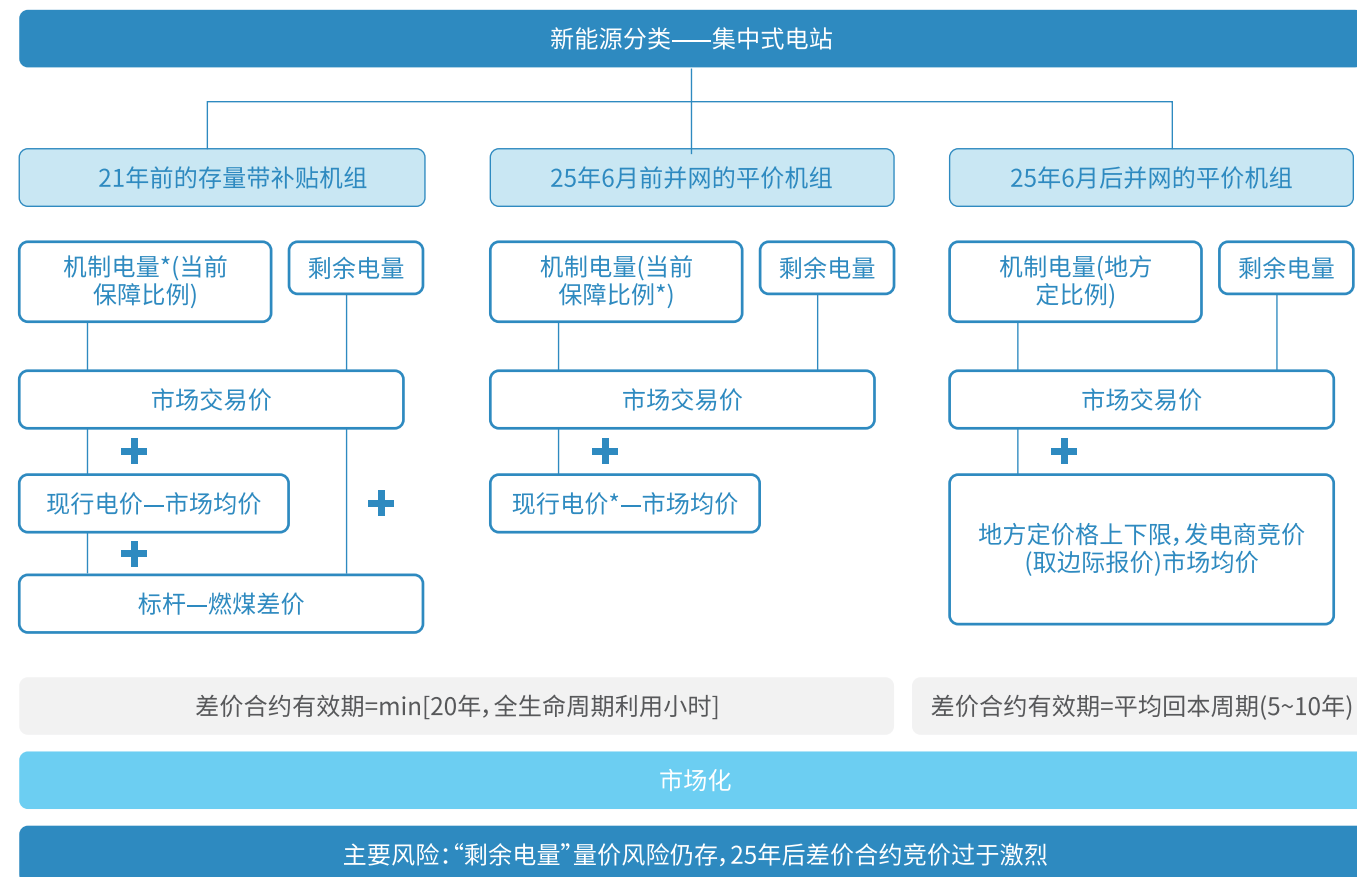 新能源分类——集中式电站
21年前的存量带补贴机组
25年6月前并网的平价机组
25年6月后并网的平价机组
机制电量*(当前
保障比例)
剩余电量
机制电量(当前
保障比例*)
剩余电量
机制电量(地方
定比例)
剩余电量
市场交易价
市场交易价
市场交易价
现行电价—市场均价
现行电价*—市场均价
地方定价格上下限，发电商竞价
(取边际报价)市场均价
标杆—燃煤差价
差价合约有效期=min[20年，全生命周期利用小时]
差价合约有效期=平均回本周期(5~10年)
市场化
主要风险：“剩余电量”量价风险仍存，25年后差价合约竞价过于激烈